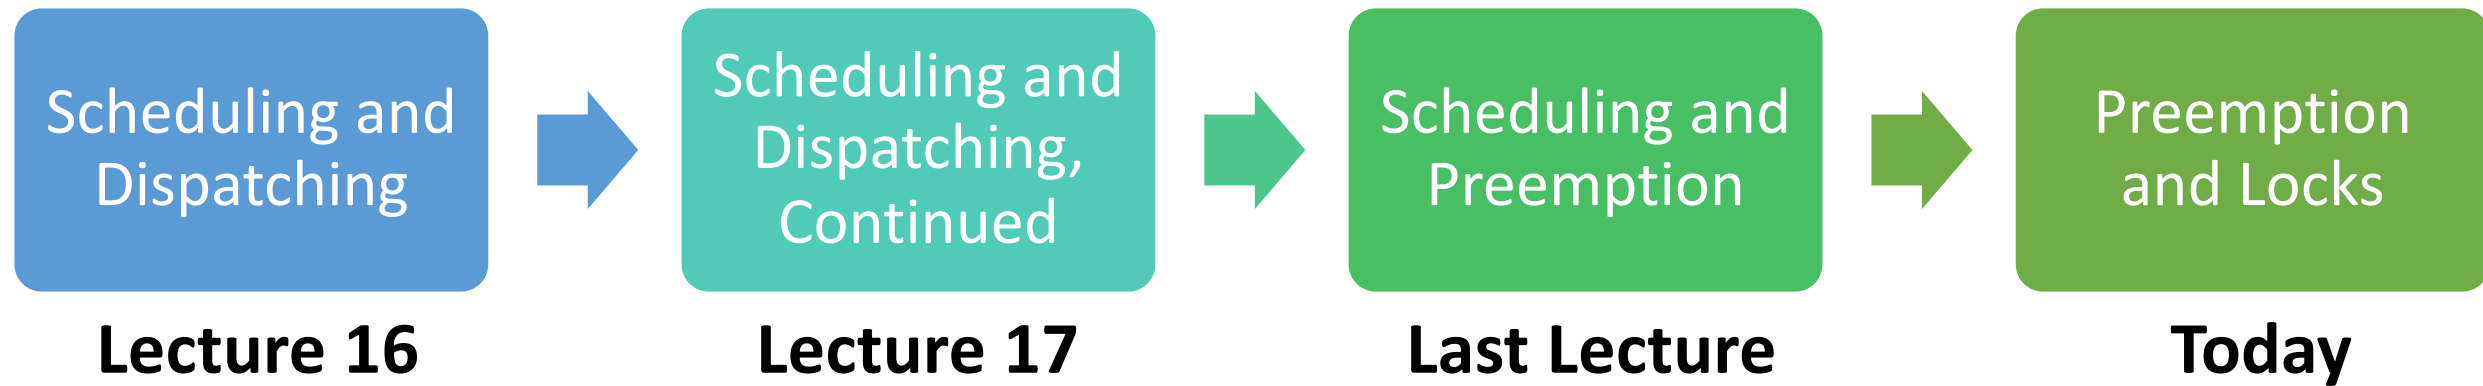 Scheduling and
Dispatching
Scheduling and
Dispatching,
Continued
Scheduling and
Preemption
Preemption
and Locks
Lecture 16
Lecture 17
Last Lecture
Today